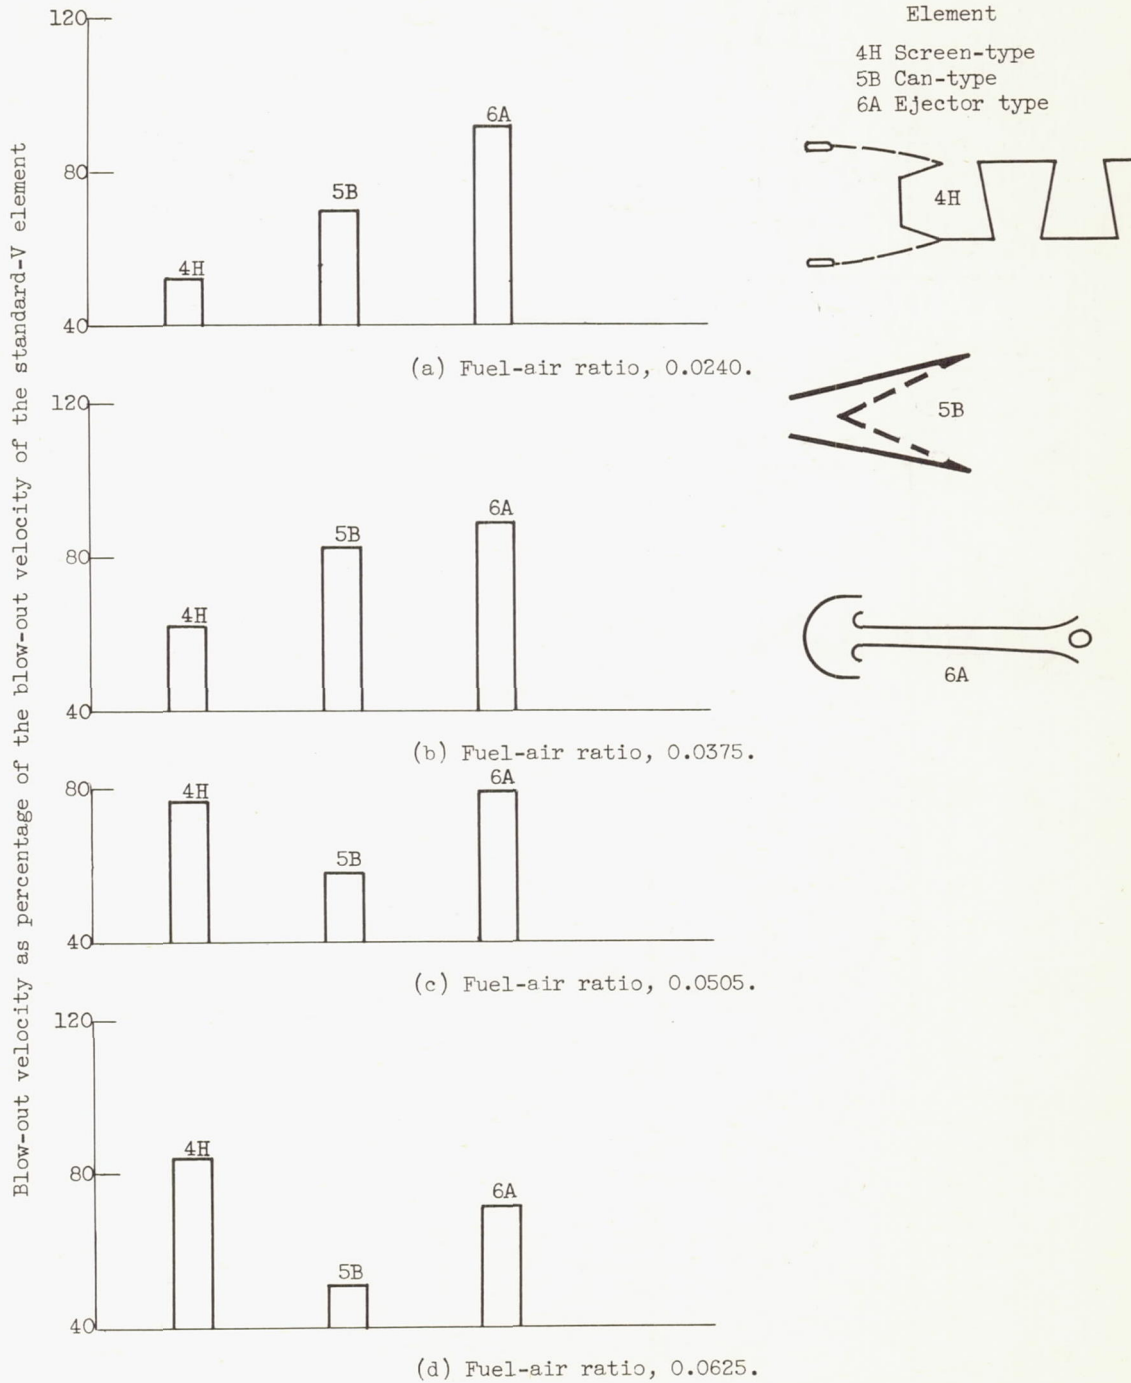 Blow-out velocity as percentage of the blow-out velocity of the standard-V element
Element
4H Screen-type
5B Can-type
6A Ejector type
4H
5B
6A
120
80
40
4H
5B
6A
(a) Fuel-air ratio, 0.0240.
120
80
40
4H
5B
6A
(b) Fuel-air ratio, 0.0375.
80
40
4H
5B
6A
(c) Fuel-air ratio, 0.0505.
120
80
40
4H
5B
6A
(d) Fuel-air ratio, 0.0625.